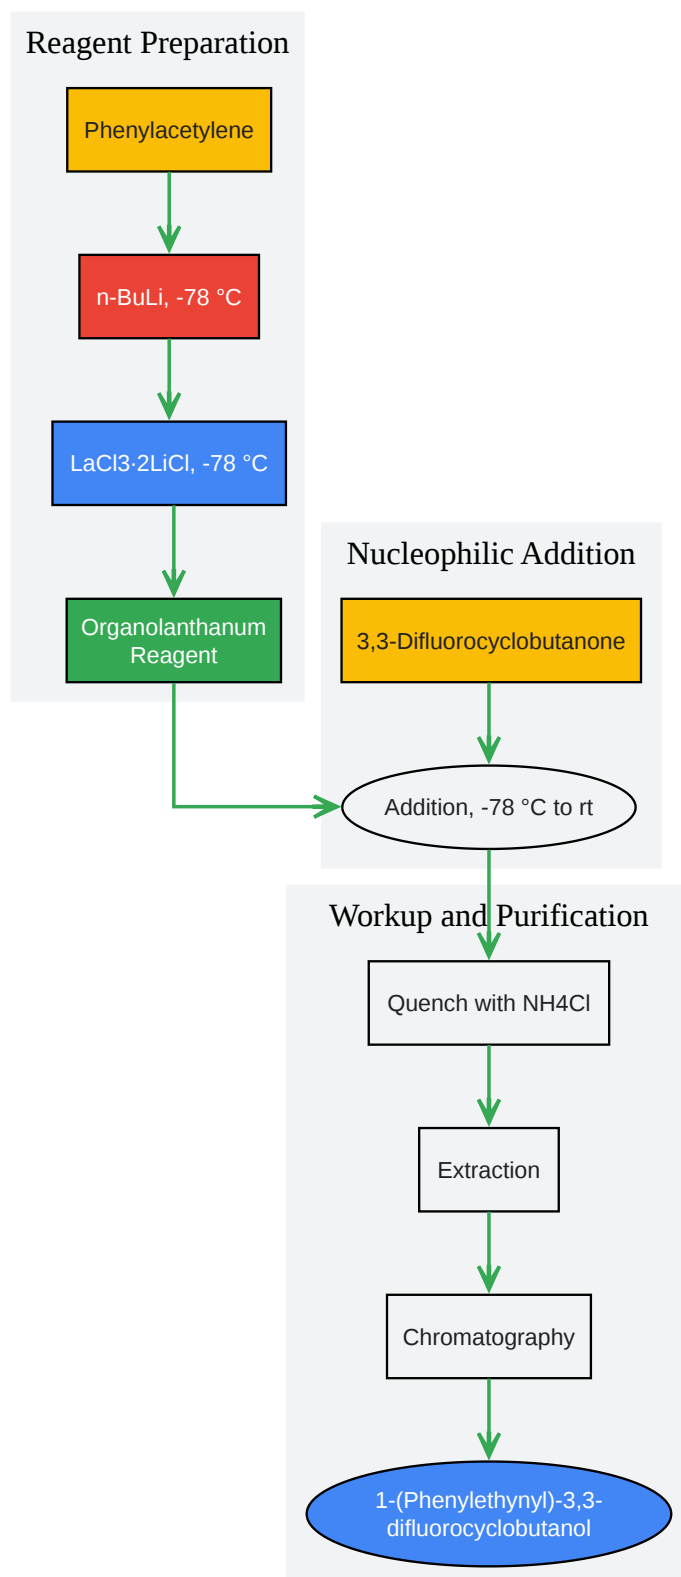 Reagent Preparation
Phenylacetylene
n-BuLi, -78 °C
LaCl3·2LiCl, -78 °C
Organolanthanum
Reagent
Nucleophilic Addition
3,3-Difluorocyclobutanone
Addition, -78 °C to rt
Workup and Purification
Quench with NH4Cl
Extraction
Chromatography
1-(Phenylethynyl)-3,3-
difluorocyclobutanol